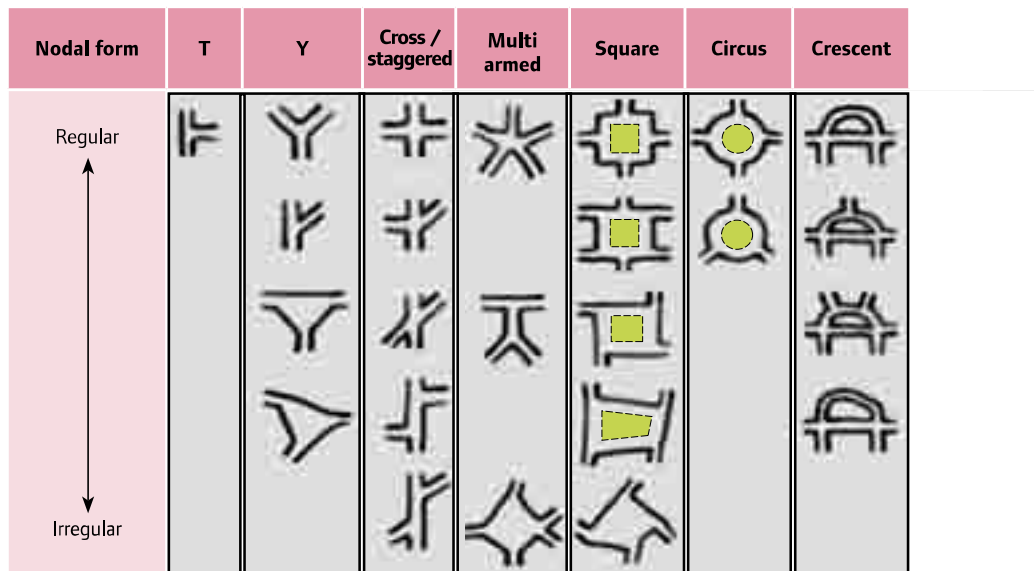 Nodal form
T
Y
Cross /
staggered
Multi
armed
Square
Circus
Crescent
Regular
Irregular